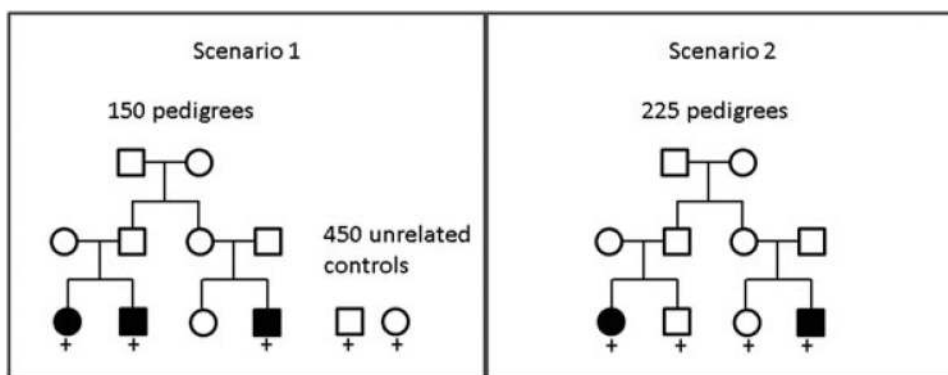 Scenario 1
150 pedigrees
450 unrelated
controls
+ + + + +
Scenario 2
225 pedigrees
+ + + +